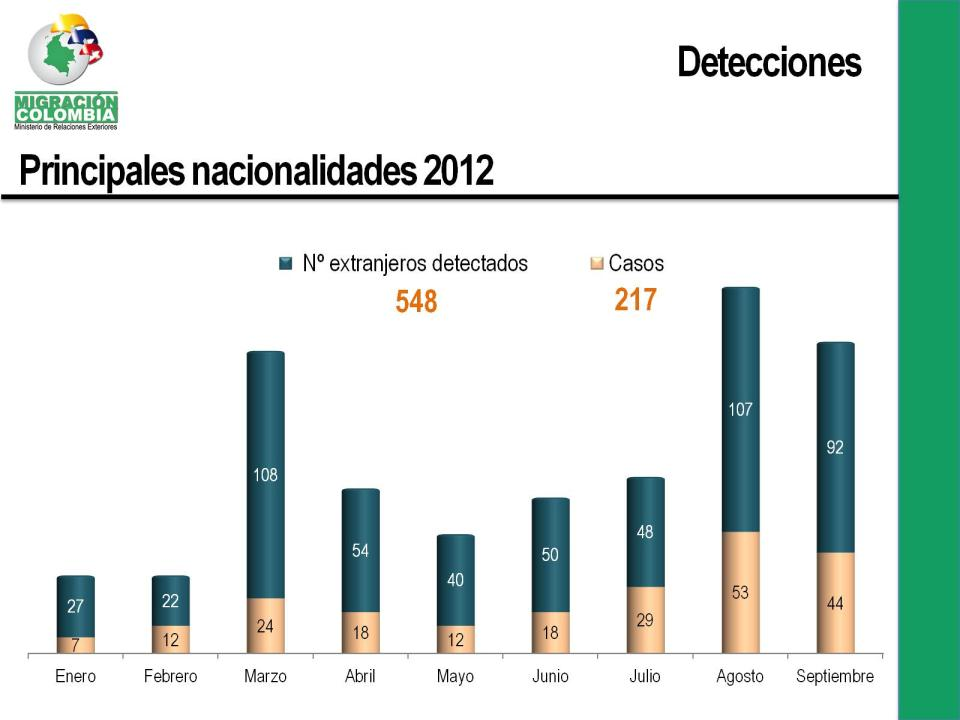 MIGRACIÓN
COLOMBIA
Ministerio de Relaciones Exteriores
Detecciones
Principales nacionalidades 2012
Nº extranjeros detectados Casos
548 217
27 22 108 54 40 50 48 107 92
7 12 24 18 12 18 29 53 44
Enero Febrero Marzo Abril Mayo Junio Julio Agosto Septiembre